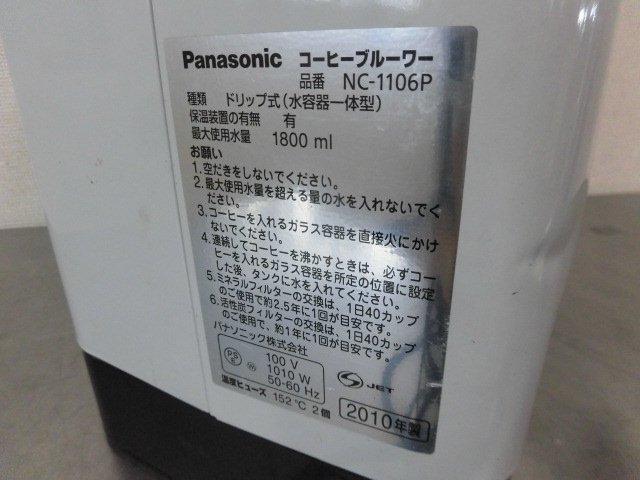 Panasonic コーヒーブルーワー
品番 NC-1106P
種類 ドリップ式(水容器一体型)
保温装置の有無 有
最大使用水量 1800 ml
お願い
1.空だきをしないでください。
2.最大使用水量を超える量の水を入れないでく
ださい。
3.コーヒーを入れるガラス容器を直接火にかけ
ないでください。
4.連続してコーヒーを沸かすときは、必ずコー
ヒーを入れるガラス容器を所定の位置に設定
した後、タンクに水を入れてください。
5.ミネラルフィルターの交換は、1日40カップ
のご使用で約2.5年に1回が目安です。
6.活性炭フィルターの交換は、1日40カップ
のご使用で、約1年に1回が目安です。
パナソニック株式会社
PS
E
100 V
1010 W
50-60 Hz
JET
温度ヒューズ 152℃ 2個
2010年製